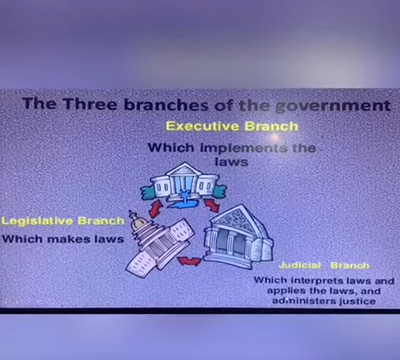 The Three branches of the government
Executive Branch
Which implements the
laws
Legislative Branch
Which makes laws
Judicial Branch
Which interprets laws and
applies the laws, and
administers justice